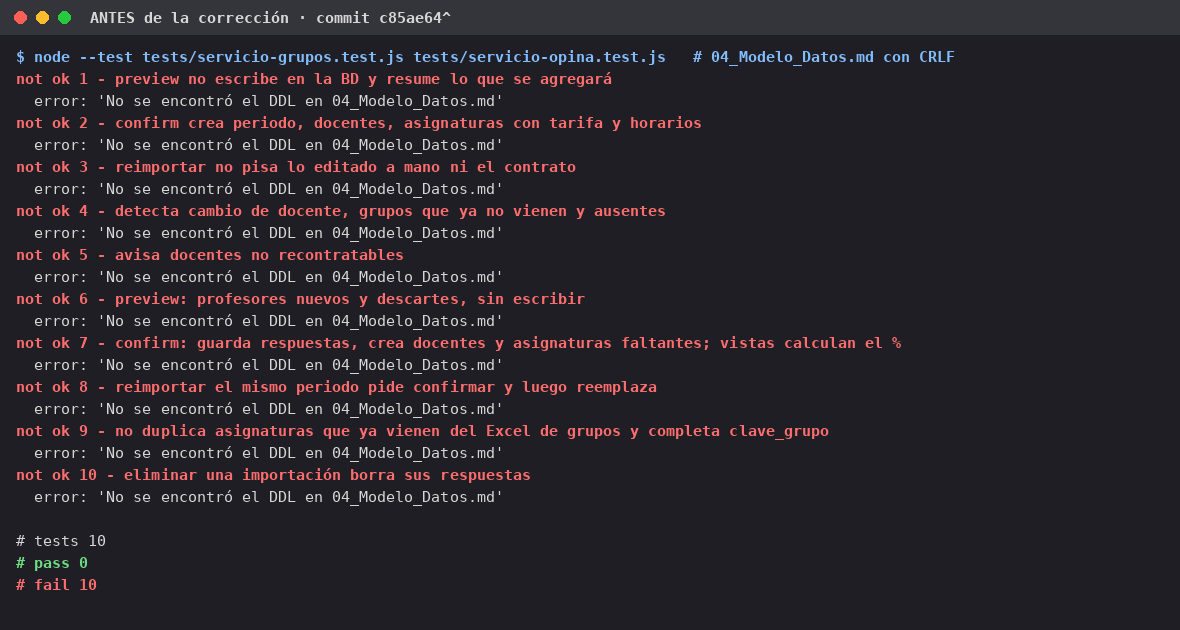 ANTES de la corrección · commit c85ae64^
$ node --test tests/servicio-grupos.test.js tests/servicio-opina.test.js   # 04_Modelo_Datos.md con CRLF
not ok 1 - preview no escribe en la BD y resume lo que se agregará
  error: 'No se encontró el DDL en 04_Modelo_Datos.md'
not ok 2 - confirm crea periodo, docentes, asignaturas con tarifa y horarios
  error: 'No se encontró el DDL en 04_Modelo_Datos.md'
not ok 3 - reimportar no pisa lo editado a mano ni el contrato
  error: 'No se encontró el DDL en 04_Modelo_Datos.md'
not ok 4 - detecta cambio de docente, grupos que ya no vienen y ausentes
  error: 'No se encontró el DDL en 04_Modelo_Datos.md'
not ok 5 - avisa docentes no recontratables
  error: 'No se encontró el DDL en 04_Modelo_Datos.md'
not ok 6 - preview: profesores nuevos y descartes, sin escribir
  error: 'No se encontró el DDL en 04_Modelo_Datos.md'
not ok 7 - confirm: guarda respuestas, crea docentes y asignaturas faltantes; vistas calculan el %
  error: 'No se encontró el DDL en 04_Modelo_Datos.md'
not ok 8 - reimportar el mismo periodo pide confirmar y luego reemplaza
  error: 'No se encontró el DDL en 04_Modelo_Datos.md'
not ok 9 - no duplica asignaturas que ya vienen del Excel de grupos y completa clave_grupo
  error: 'No se encontró el DDL en 04_Modelo_Datos.md'
not ok 10 - eliminar una importación borra sus respuestas
  error: 'No se encontró el DDL en 04_Modelo_Datos.md'
# tests 10
# pass 0
# fail 10